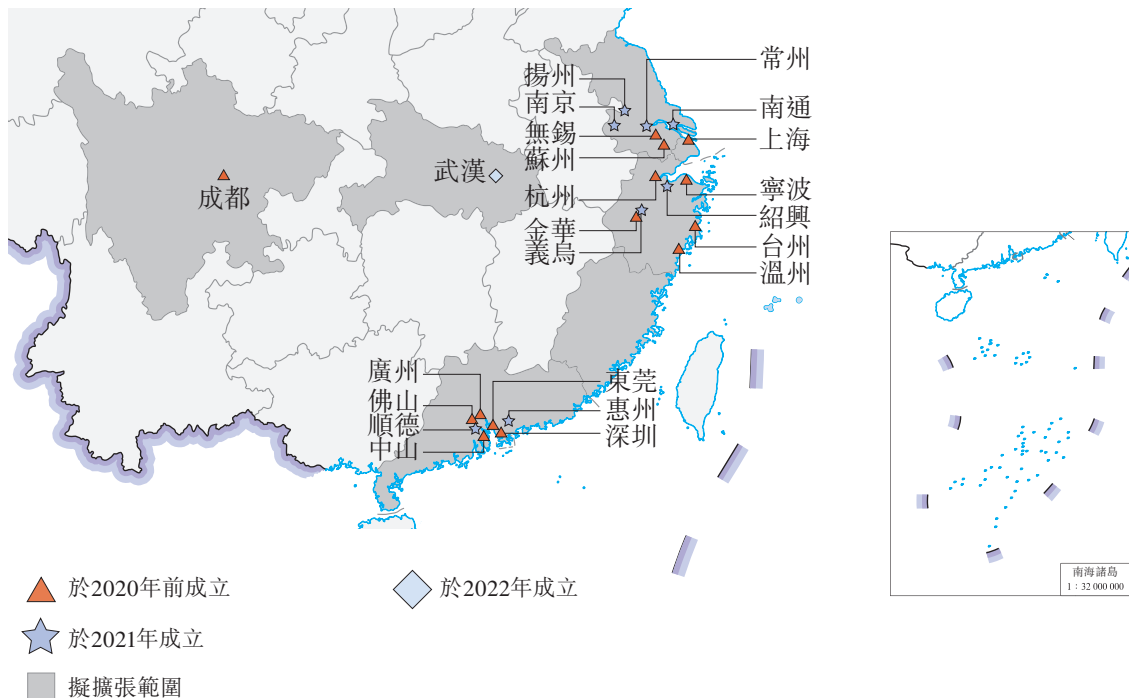 常州
揚州
南京
南通
無錫
上海
蘇州
武漢
成都
杭州
寧波
紹興
金華
義烏
台州
溫州
廣州
東莞
佛山
惠州
順德
深圳
中山
南海諸島
1：32 000 000
於2020年前成立
於2022年成立
於2021年成立
擬擴張範圍